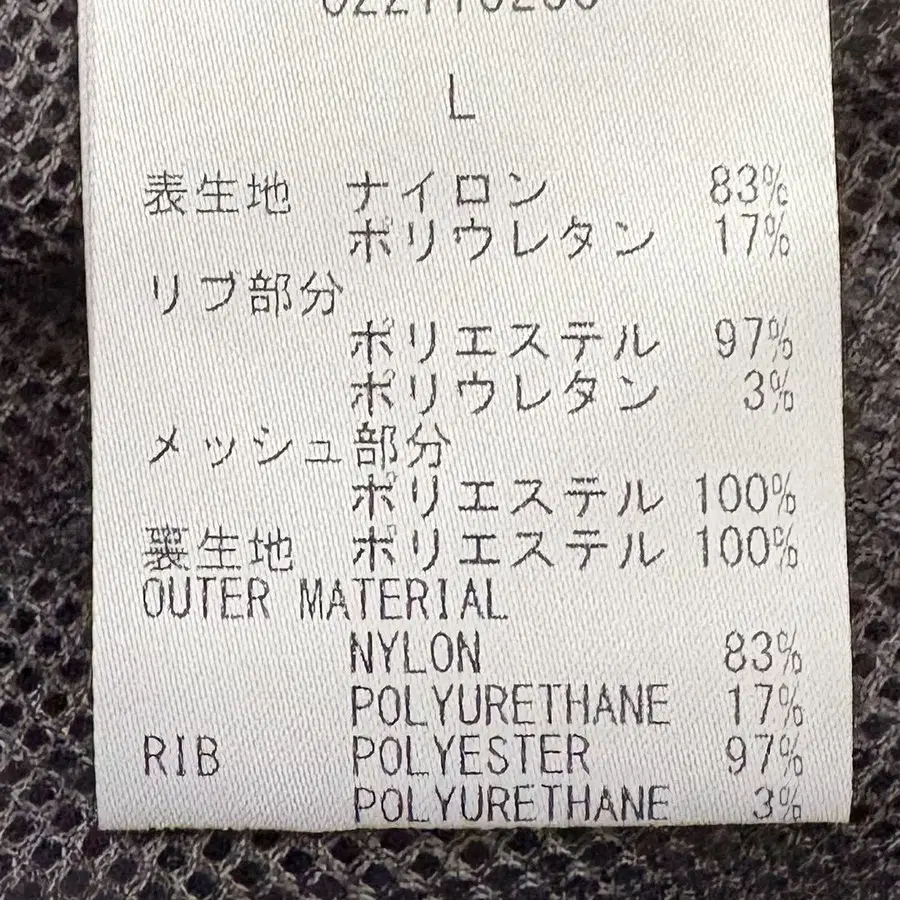 L
表生地 ナイロン 83%
ポリウレタン 17%
リブ部分
ポリエステル 97%
ポリウレタン 3%
メッシュ部分
ポリエステル 100%
裏生地 ポリエステル 100%
OUTER MATERIAL
NYLON 83%
POLYURETHANE 17%
RIB POLYESTER 97%
POLYURETHANE 3%